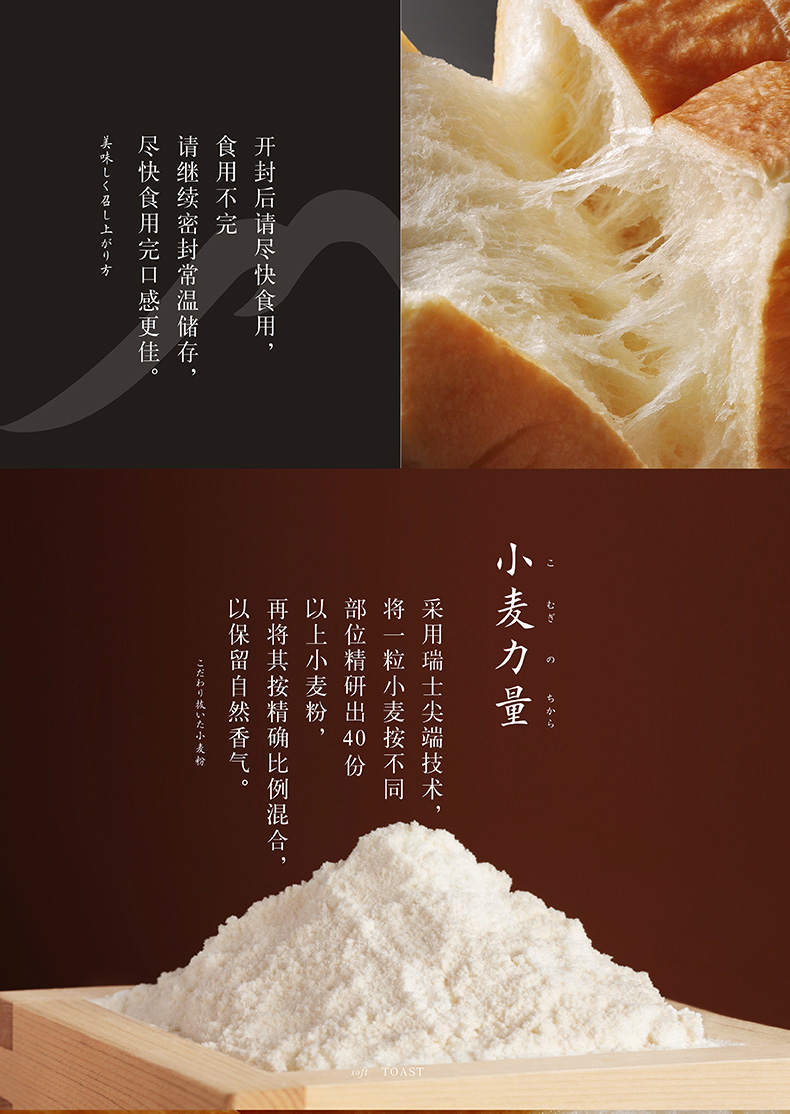 开封后请尽快食用，
食用不完
请继续密封常温储存，
尽快食用完口感更佳。
美味しく召し上がり方
小麦力量
こ むぎ の ちから
采用瑞士尖端技术，
将一粒小麦按不同
部位精研出40份
以上小麦粉，
再将其按精确比例混合，
以保留自然香气。
こだわり抜いた小麦粉
soft TOAST